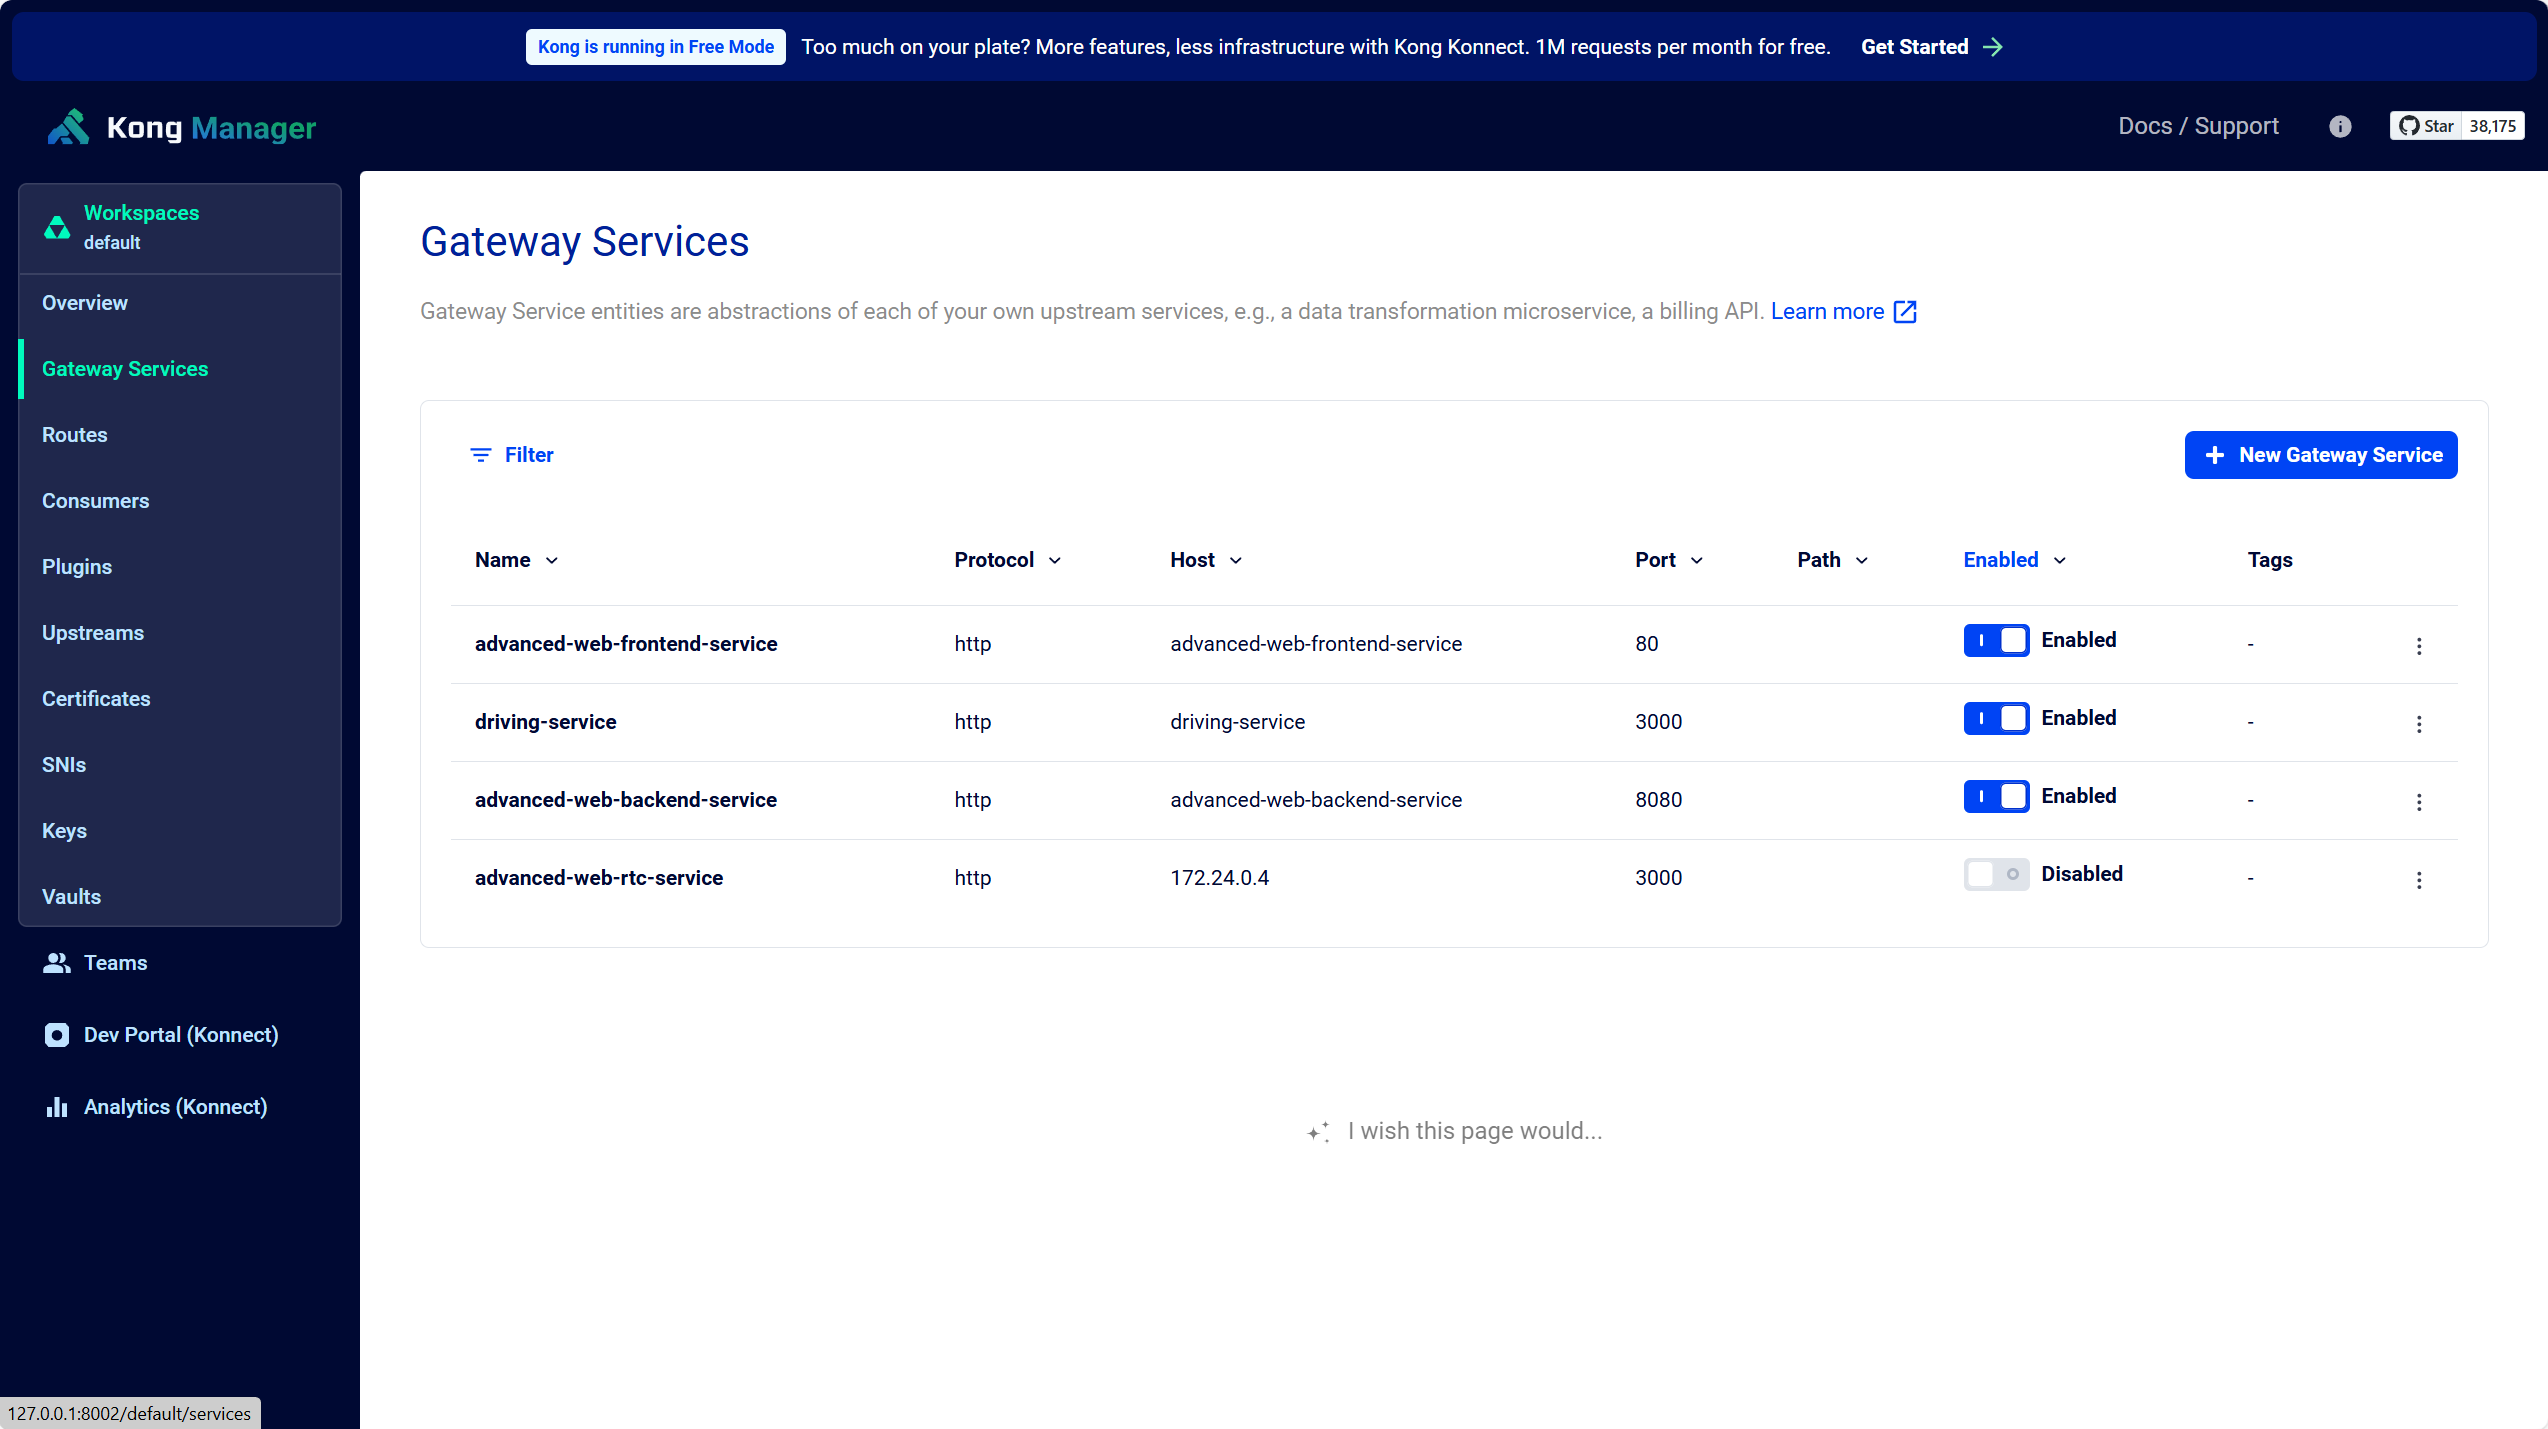 Kong is running in Free Mode Too much on your plate? More features, less infrastructure with Kong Konnect. 1M requests per month for free. Get Started
Kong Manager
Docs / Support
Star 38,175
Workspaces
default
Overview
Gateway Services
Routes
Consumers
Plugins
Upstreams
Certificates
SNIs
Keys
Vaults
Teams
Dev Portal (Konnect)
Analytics (Konnect)
Gateway Services
Gateway Service entities are abstractions of each of your own upstream services, e.g., a data transformation microservice, a billing API. Learn more
Filter
New Gateway Service
Name Protocol Host Port Path Enabled Tags
advanced-web-frontend-service http advanced-web-frontend-service 80 Enabled -
driving-service http driving-service 3000 Enabled -
advanced-web-backend-service http advanced-web-backend-service 8080 Enabled -
advanced-web-rtc-service http 172.24.0.4 3000 Disabled -
I wish this page would...
127.0.0.1:8002/default/services